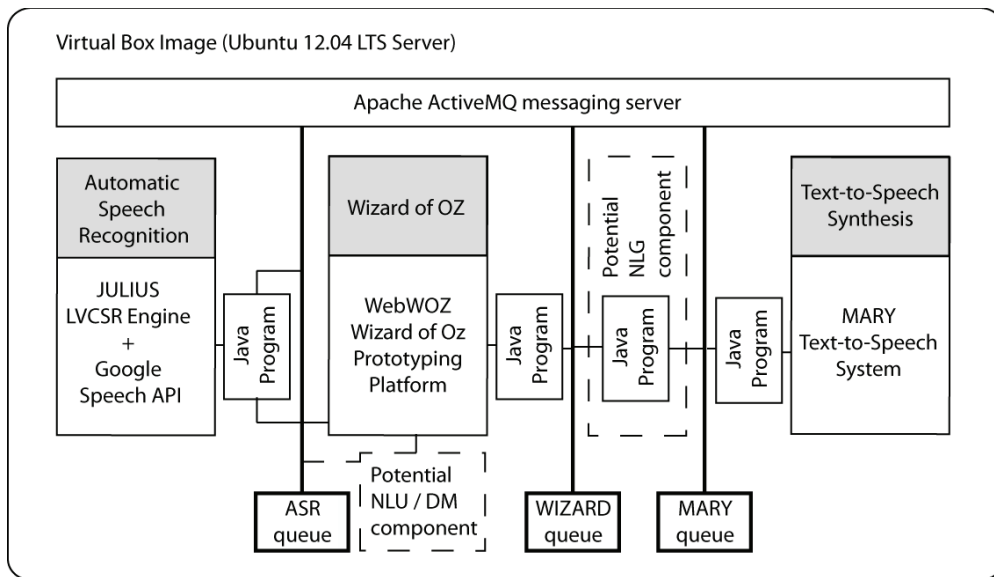 Virtual Box Image (Ubuntu 12.04 LTS Server)
Apache ActiveMQ messaging server
Automatic
Speech
Recognition
JULIUS
LVCSR Engine
+
Google
Speech API
Java
Program
Wizard of OZ
WebWOZ
Wizard of Oz
Prototyping
Platform
Java
Program
Potential
NLG
component
Java
Program
Java
Program
Text-to-Speech
Synthesis
MARY
Text-to-Speech
System
ASR
queue
Potential
NLU / DM
component
WIZARD
queue
MARY
queue